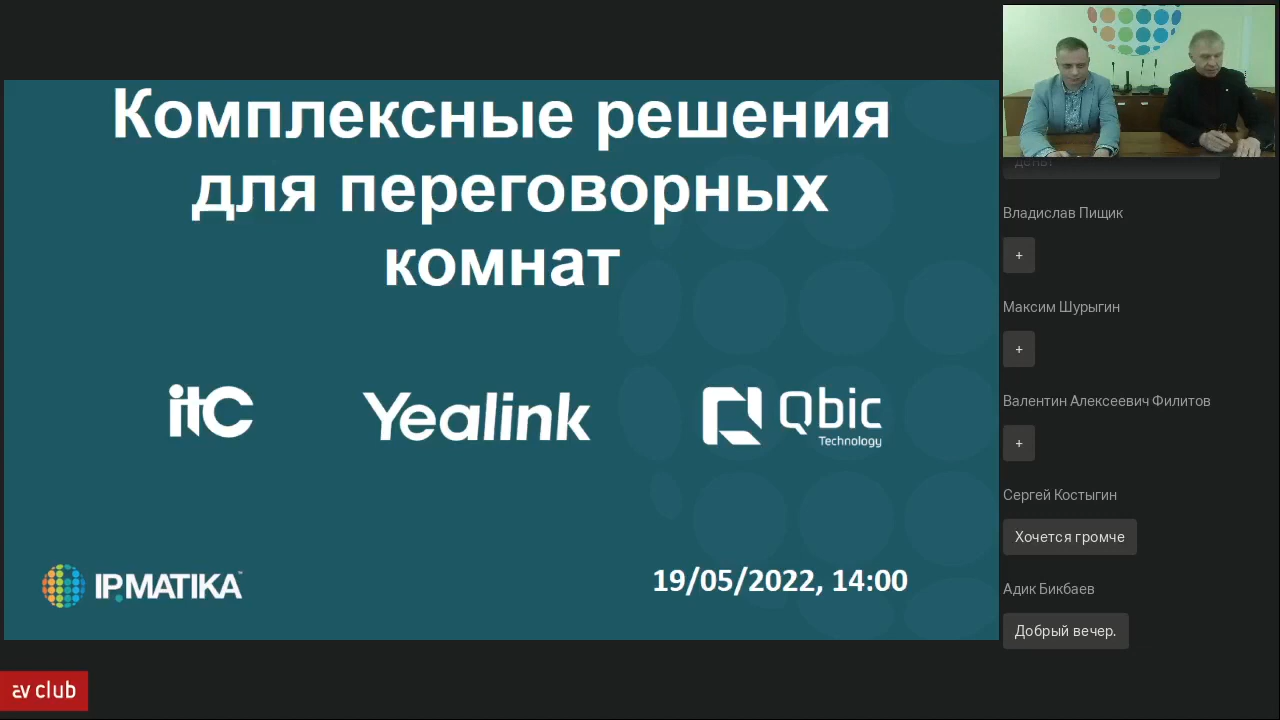 Комплексные решения
для переговорных
комнат
itC
Yealink
Qbic
Technology
IPMATIKA
19/05/2022, 14:00
av club
день!
Владислав Пищик
+
Максим Шурыгин
+
Валентин Алексеевич Филитов
+
Сергей Костыгин
Хочется громче
Адик Бикбаев
Добрый вечер.